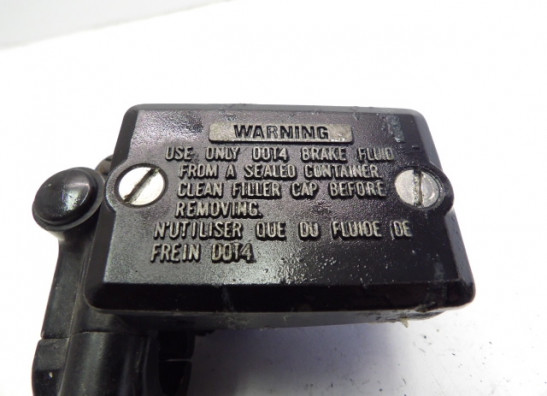 WARNING
USE ONLY DOT4 BRAKE FLUID
FROM A SEALED CONTAINER.
CLEAN FILLER CAP BEFORE
REMOVING.
N'UTILISER QUE DU FLUIDE DE
FREIN DOT4.